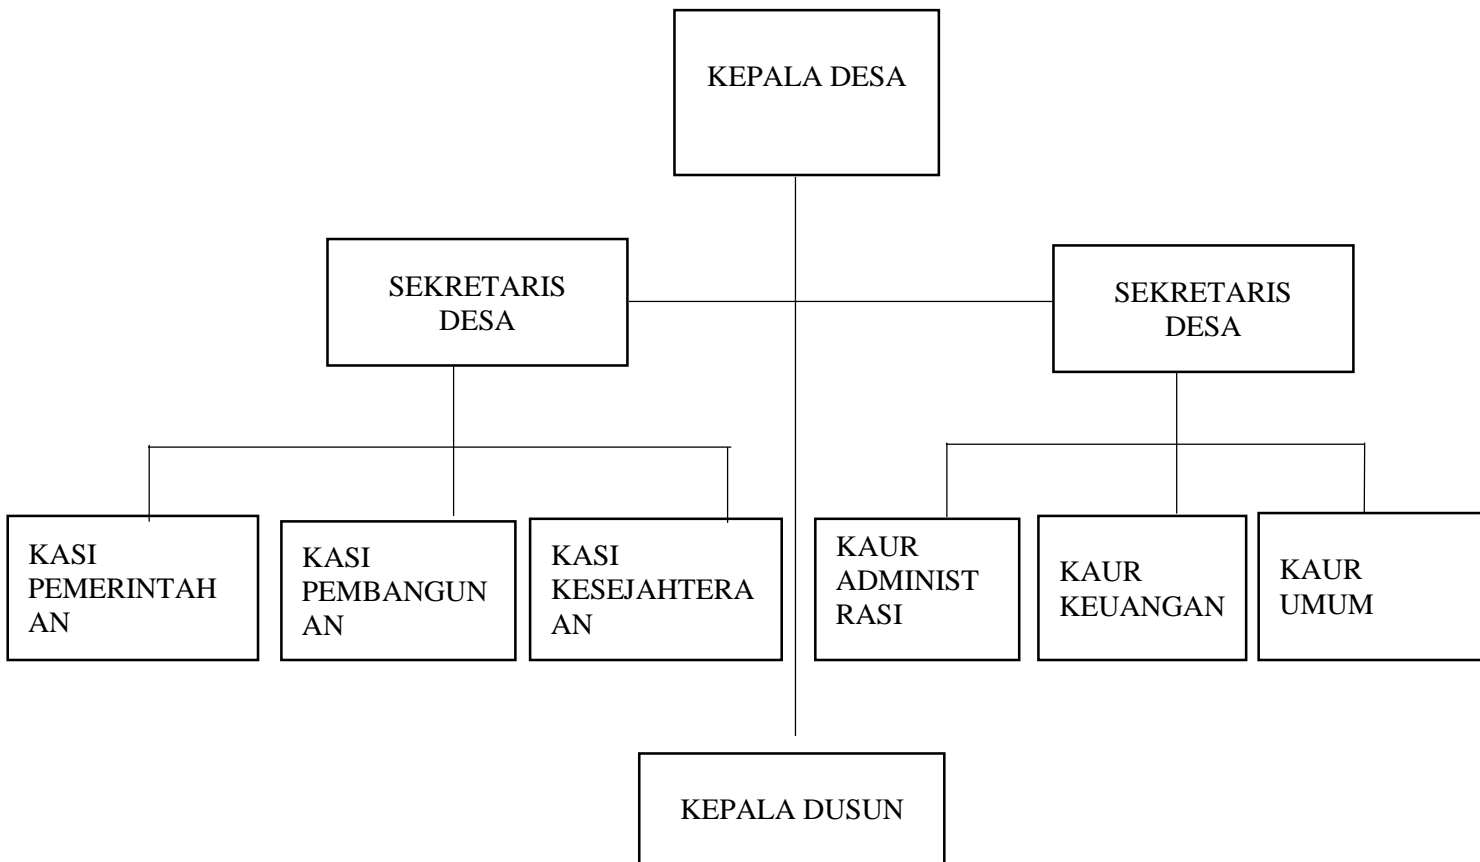 KEPALA DESA
SEKRETARIS
DESA
SEKRETARIS
DESA
KASI
PEMERINTAH
AN
KASI
PEMBANGUN
AN
KASI
KESEJAHTERA
AN
KAUR
ADMINIST
RASI
KAUR
KEUANGAN
KAUR
UMUM
KEPALA DUSUN